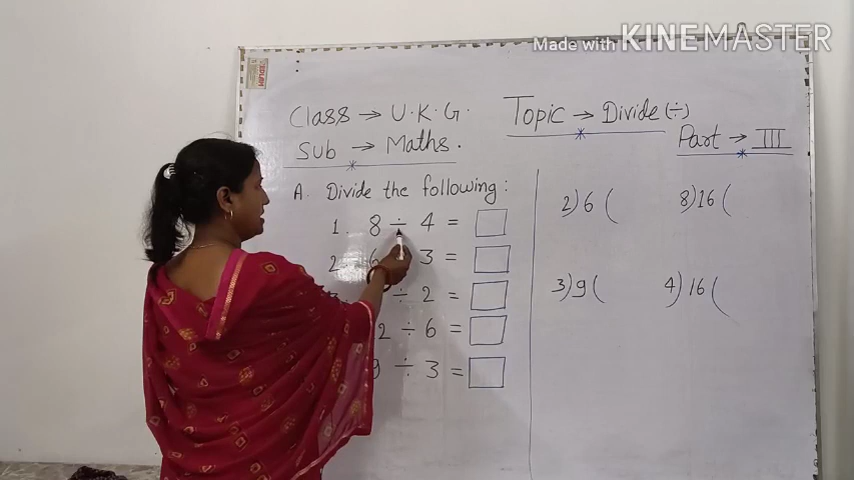 Made with KINEMASTER
Class → U.K.G.
Sub → Maths.
Topic → Divide (÷)
Part → III
A. Divide the following:
1. 8 ÷ 4 =
2. 6 3 =
÷ 2 =
2 ÷ 6 =
9 ÷ 3 =
2)6(
8)16(
3)9(
4)16(